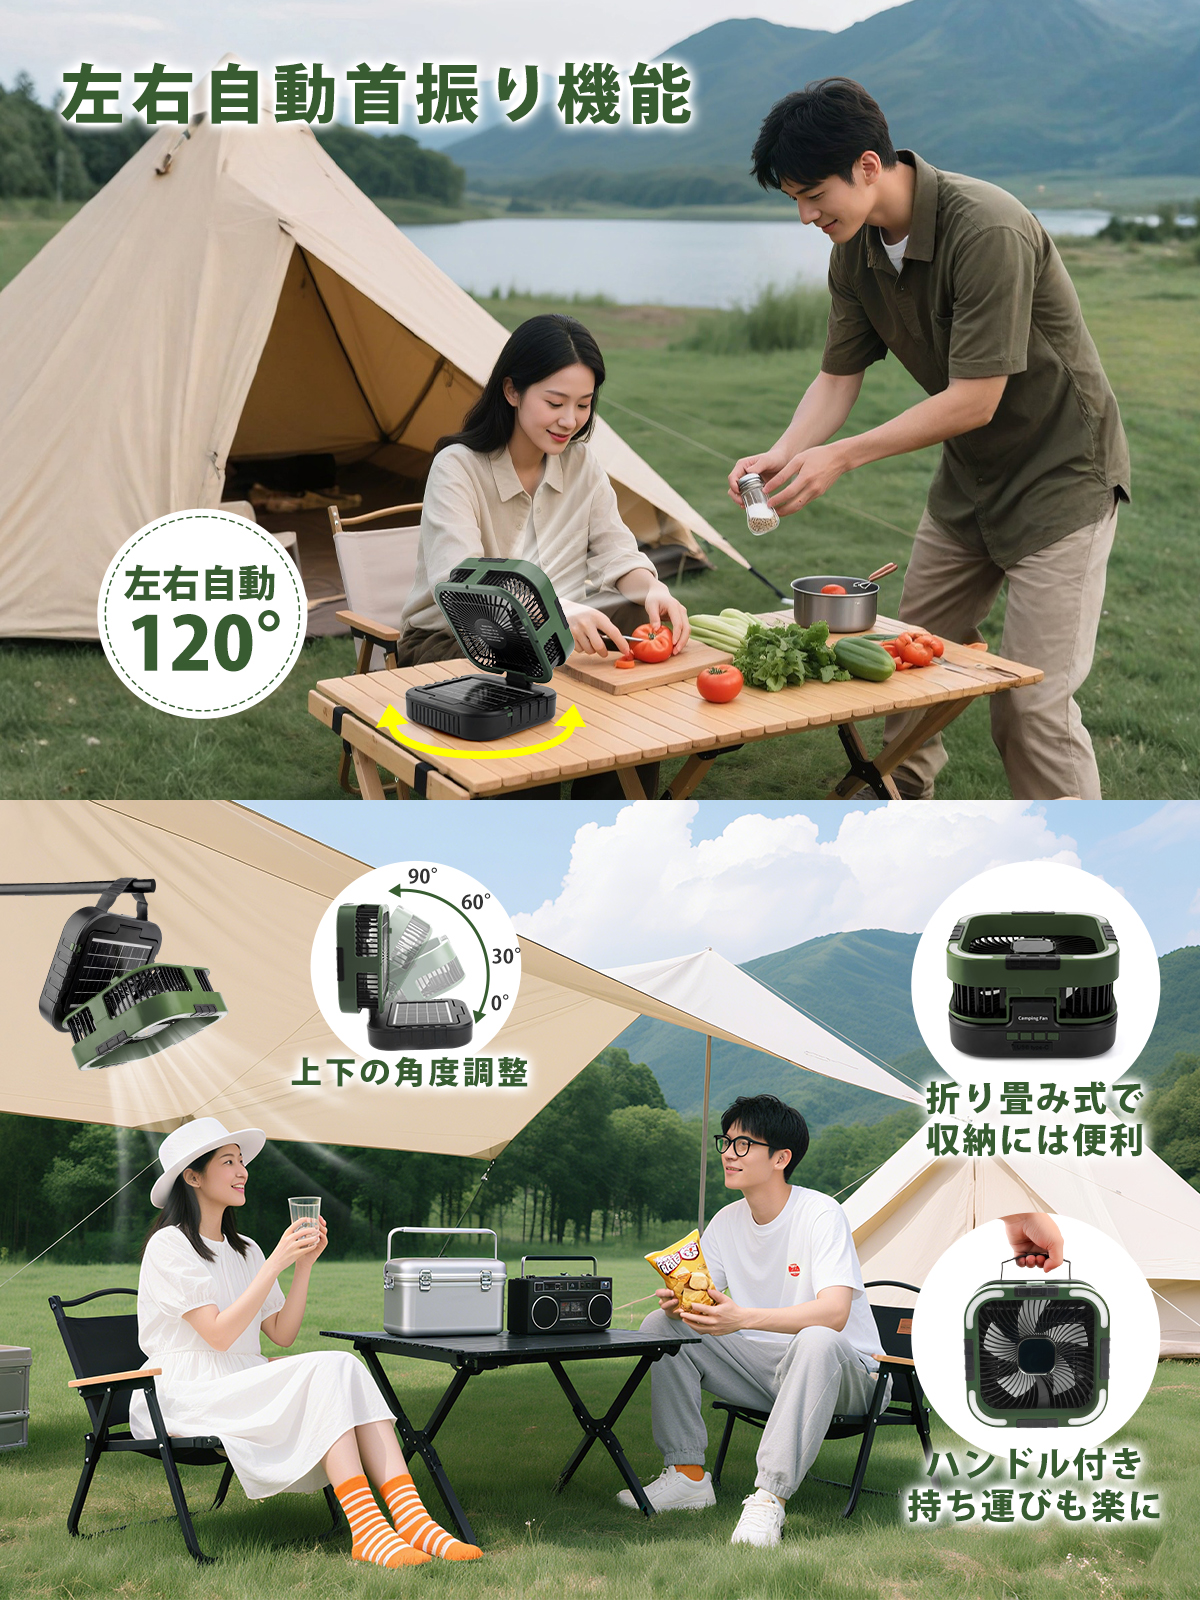 左右自動首振り機能
左右自動
120°
90°
60°
30°
0°
上下の角度調整
Camping Fan
折り畳み式で
収納には便利
ハンドル付き
持ち運びも楽に